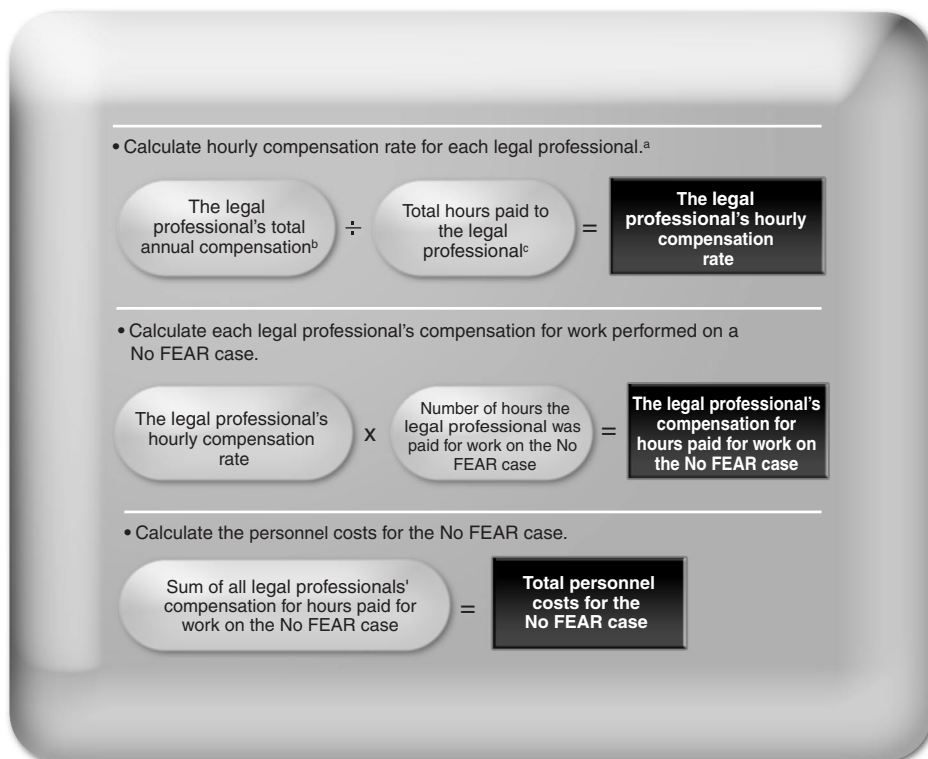 • Calculate hourly compensation rate for each legal professional.ᵃ
The legal
professional's total
annual compensationᵇ
÷
Total hours paid to
the legal
professionalᶜ
=
The legal
professional's hourly
compensation
rate
• Calculate each legal professional's compensation for work performed on a
No FEAR case.
The legal professional's
hourly compensation
rate
x
Number of hours the
legal professional was
paid for work on the No
FEAR case
=
The legal professional's
compensation for
hours paid for work on
the No FEAR case
• Calculate the personnel costs for the No FEAR case.
Sum of all legal professionals'
compensation for hours paid for
work on the No FEAR case
=
Total personnel
costs for the
No FEAR case